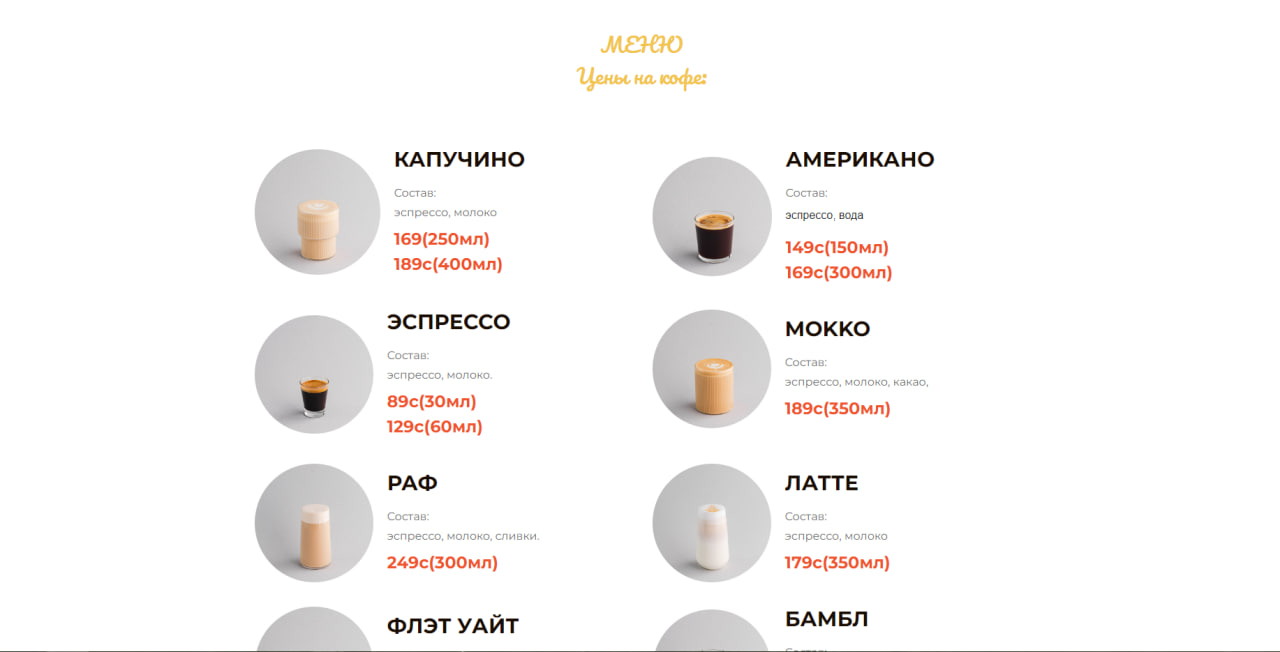 МЕНЮ
Цены на кофе:
КАПУЧИНО
Состав:
эспрессо, молоко
169(250мл)
189с(400мл)
АМЕРИКАНО
Состав:
эспрессо, вода
149с(150мл)
169с(300мл)
ЭСПРЕССО
Состав:
эспрессо, молоко.
89с(30мл)
129с(60мл)
МОККО
Состав:
эспрессо, молоко, какао,
189с(350мл)
РАФ
Состав:
эспрессо, молоко, сливки.
249с(300мл)
ЛАТТЕ
Состав:
эспрессо, молоко
179с(350мл)
ФЛЭТ УАЙТ
БАМБЛ